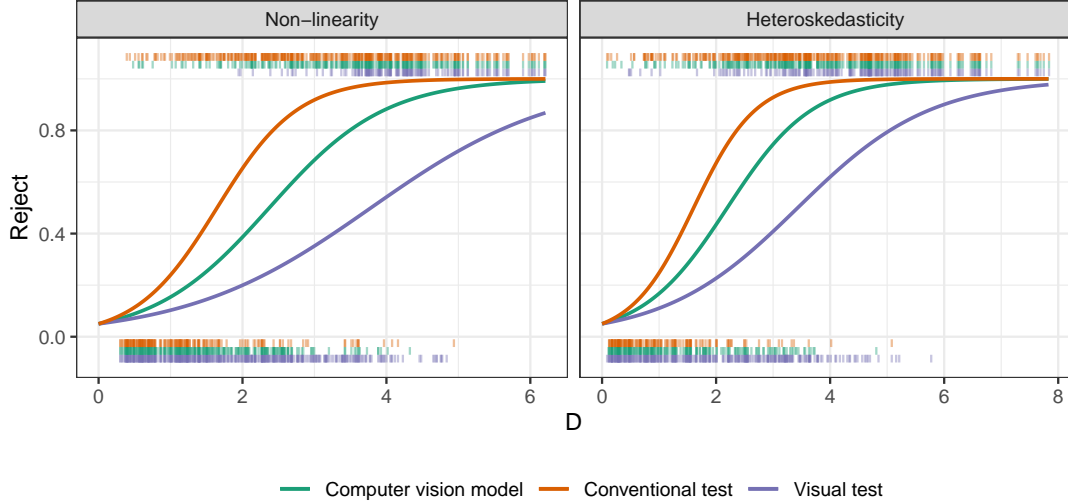 Non−linearity
Heteroskedasticity
Reject
0.8
0.4
0.0
0 2 4 6
0 2 4 6 8
D
Computer vision model Conventional test Visual test